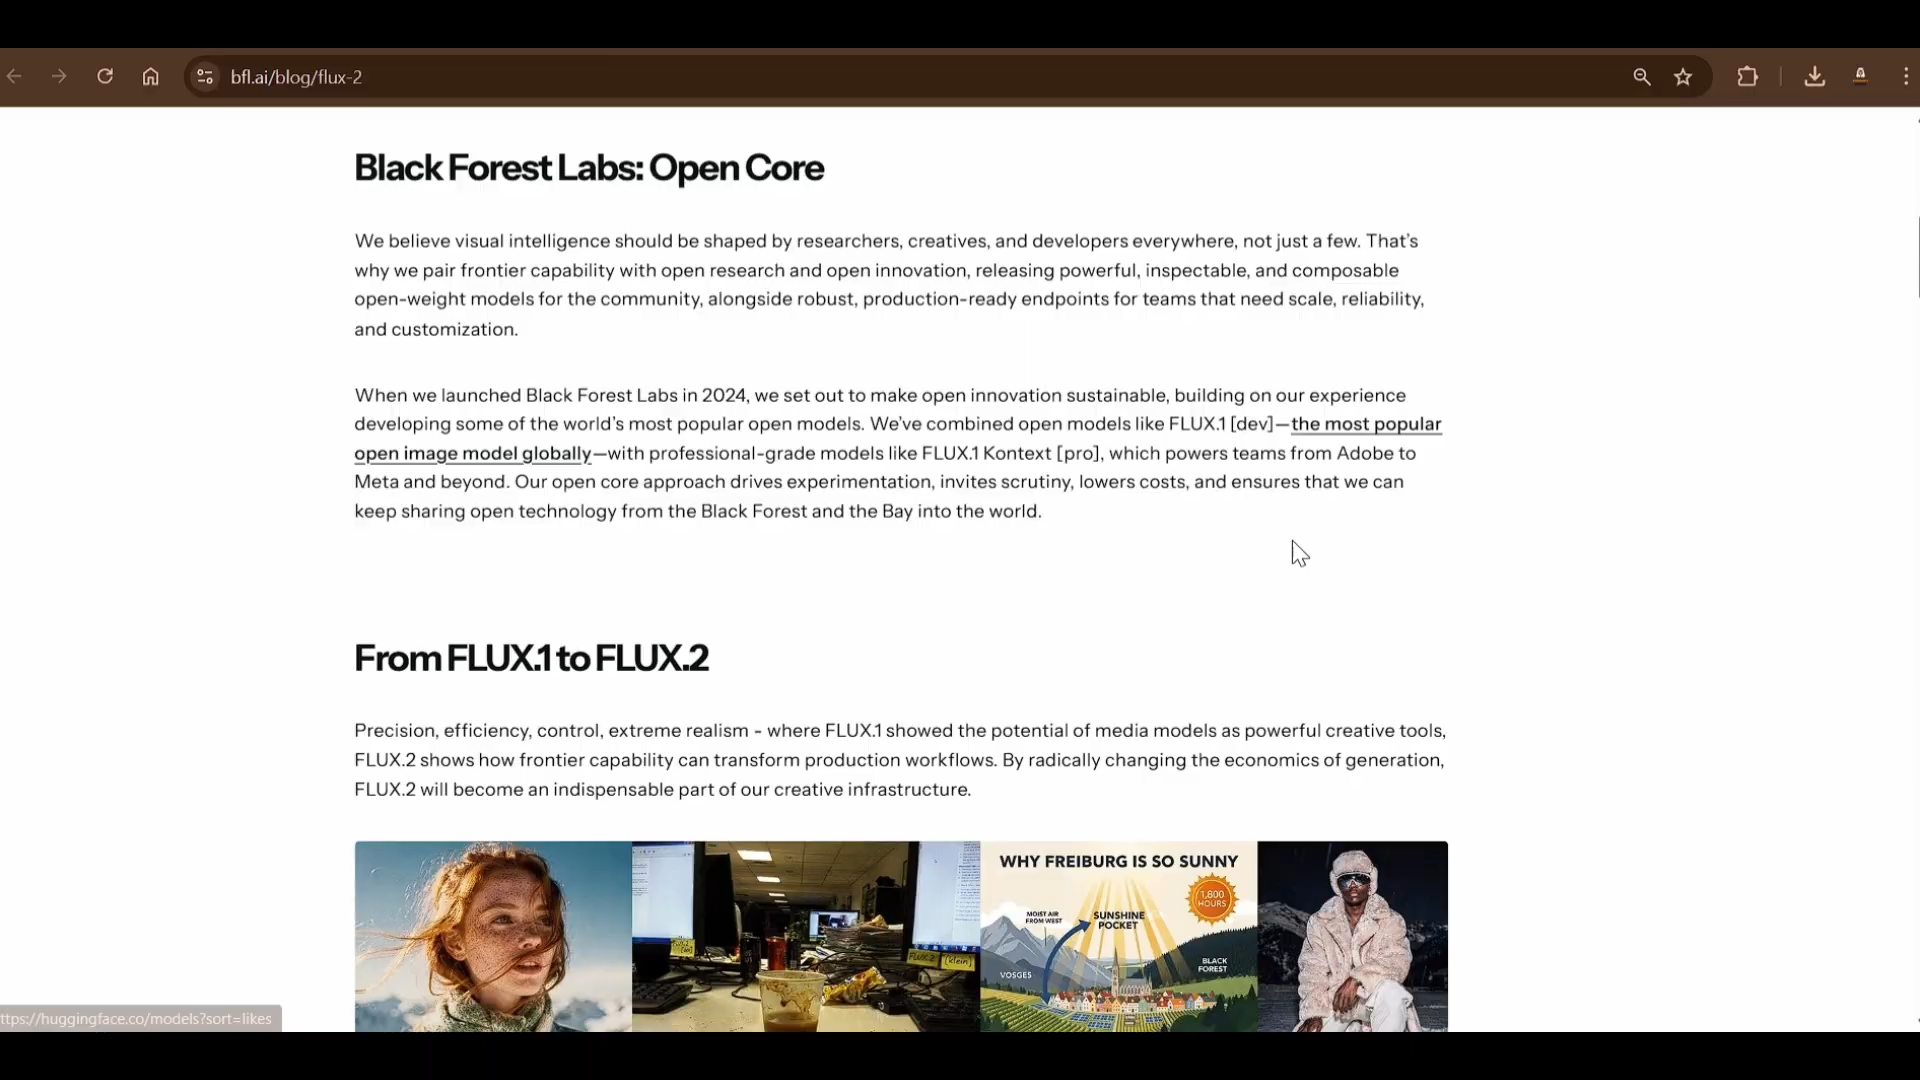 bfl.ai/blog/flux-2
Black Forest Labs: Open Core
We believe visual intelligence should be shaped by researchers, creatives, and developers everywhere, not just a few. That's
why we pair frontier capability with open research and open innovation, releasing powerful, inspectable, and composable
open-weight models for the community, alongside robust, production-ready endpoints for teams that need scale, reliability,
and customization.
When we launched Black Forest Labs in 2024, we set out to make open innovation sustainable, building on our experience
developing some of the world's most popular open models. We've combined open models like FLUX.1 [dev]—the most popular
open image model globally—with professional-grade models like FLUX.1 Kontext [pro], which powers teams from Adobe to
Meta and beyond. Our open core approach drives experimentation, invites scrutiny, lowers costs, and ensures that we can
keep sharing open technology from the Black Forest and the Bay into the world.
From FLUX.1 to FLUX.2
Precision, efficiency, control, extreme realism - where FLUX.1 showed the potential of media models as powerful creative tools,
FLUX.2 shows how frontier capability can transform production workflows. By radically changing the economics of generation,
FLUX.2 will become an indispensable part of our creative infrastructure.
WHY FREIBURG IS SO SUNNY
1,800
HOURS
MOIST AIR
FROM WEST
SUNSHINE
POCKET
VOSGES
BLACK
FOREST
FLUX.2
(klein)
ttps://huggingface.co/models?sort=likes